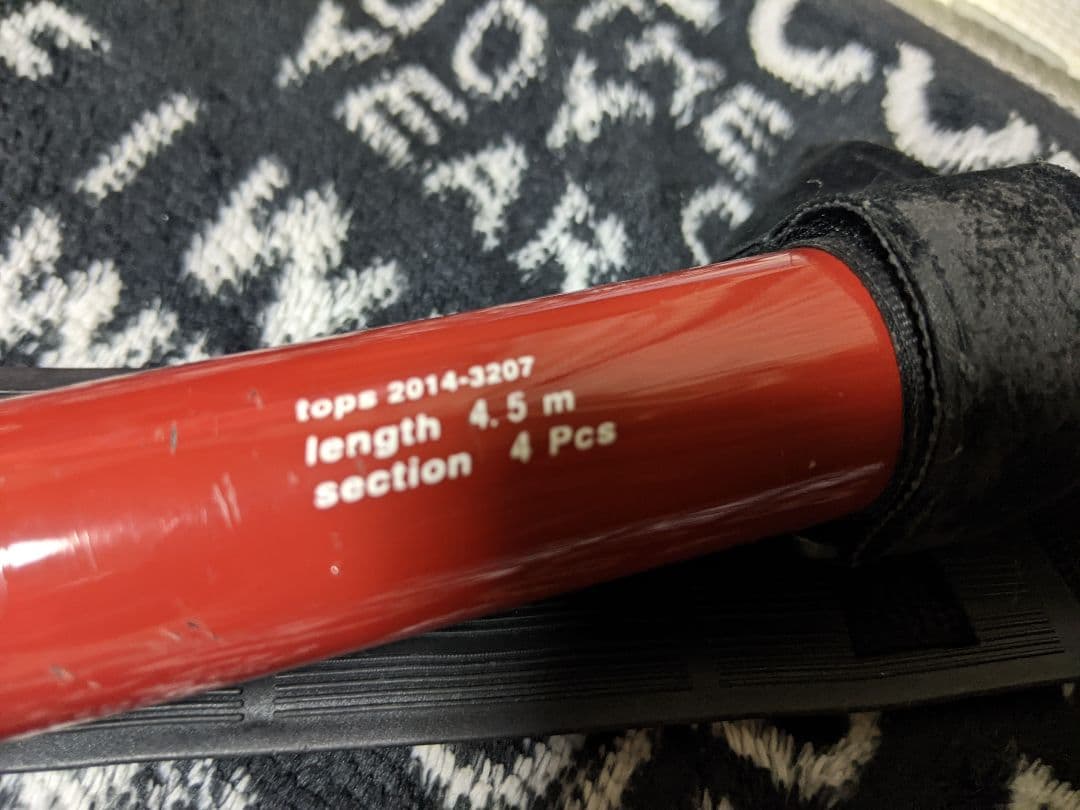 tops 2014-3207
length 4.5 m
section 4 Pcs